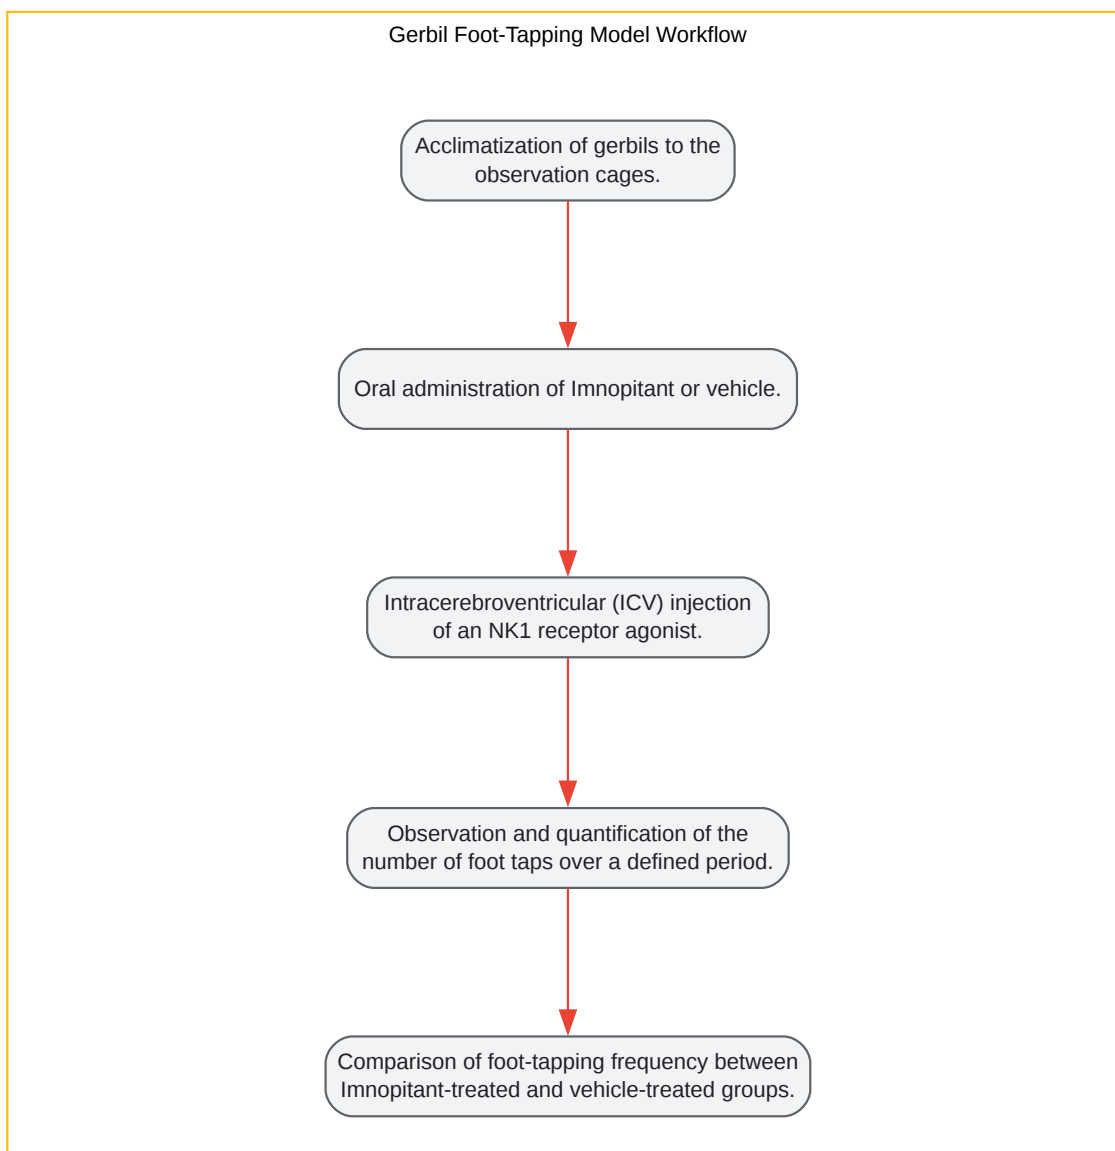 Gerbil Foot-Tapping Model Workflow
Acclimatization of gerbils to the
observation cages.
Oral administration of Imnopitant or vehicle.
Intracerebroventricular (ICV) injection
of an NK1 receptor agonist.
Observation and quantification of the
number of foot taps over a defined period.
Comparison of foot-tapping frequency between
Imnopitant-treated and vehicle-treated groups.